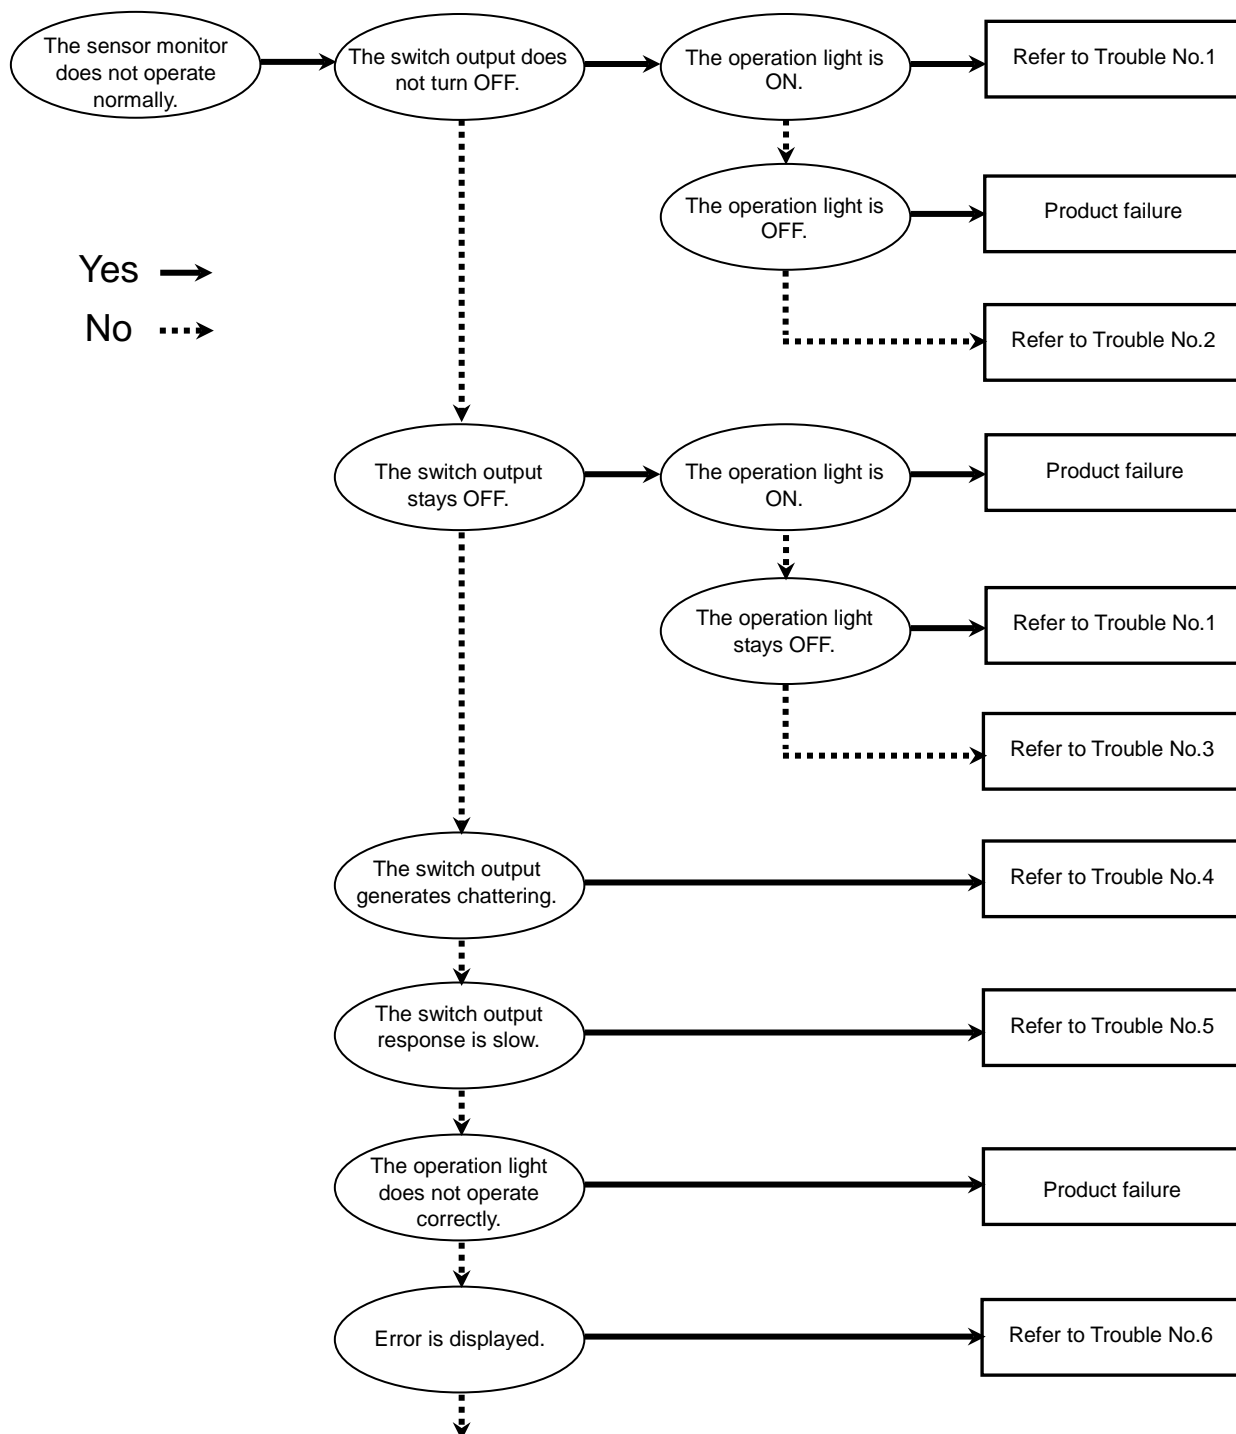 The sensor monitor
does not operate
normally.
The switch output does
not turn OFF.
The operation light is
ON.
Refer to Trouble No.1
The operation light is
OFF.
Product failure
Yes
No
Refer to Trouble No.2
The switch output
stays OFF.
The operation light is
ON.
Product failure
The operation light
stays OFF.
Refer to Trouble No.1
Refer to Trouble No.3
The switch output
generates chattering.
Refer to Trouble No.4
The switch output
response is slow.
Refer to Trouble No.5
The operation light
does not operate
correctly.
Product failure
Error is displayed.
Refer to Trouble No.6